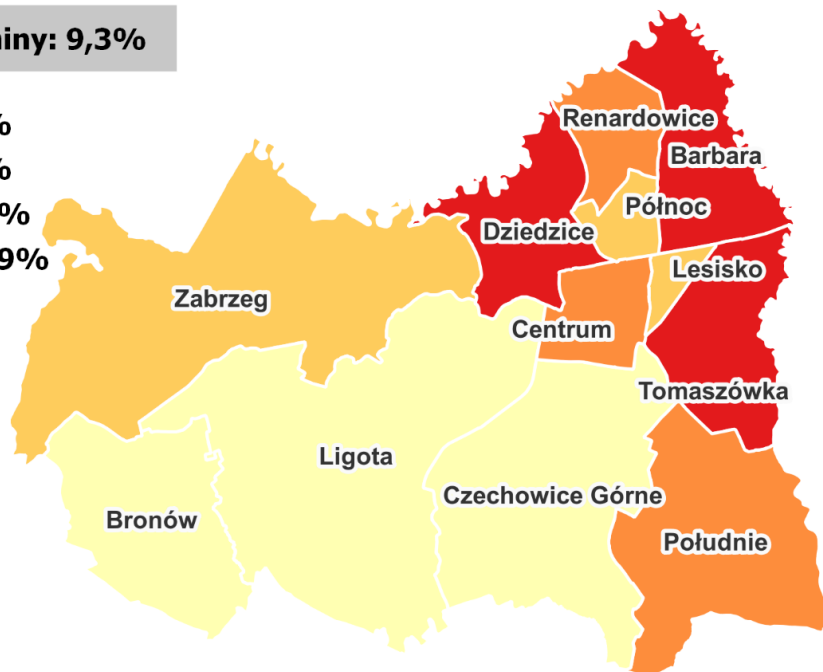 miny: 9,3%
%
%
%
9%
Renardowice
Barbara
Północ
Dziedzice
Lesisko
Zabrzeg
Centrum
Tomaszówka
Ligota
Czechowice Górne
Bronów
Południe